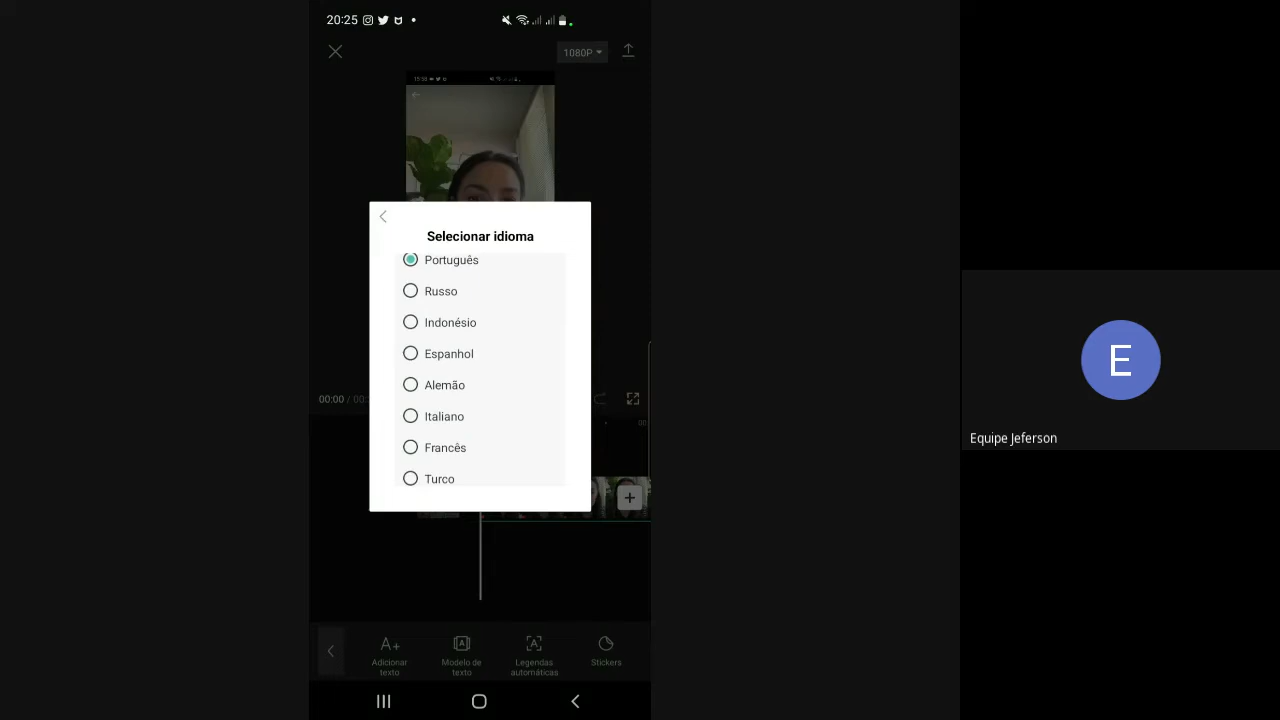 20:25
1080P
Selecionar idioma
Português
Russo
Indonésio
Espanhol
Alemão
Italiano
Francês
Turco
00:00
Adicionar texto
Modelo de texto
Legendas automáticas
Stickers
E
Equipe Jeferson